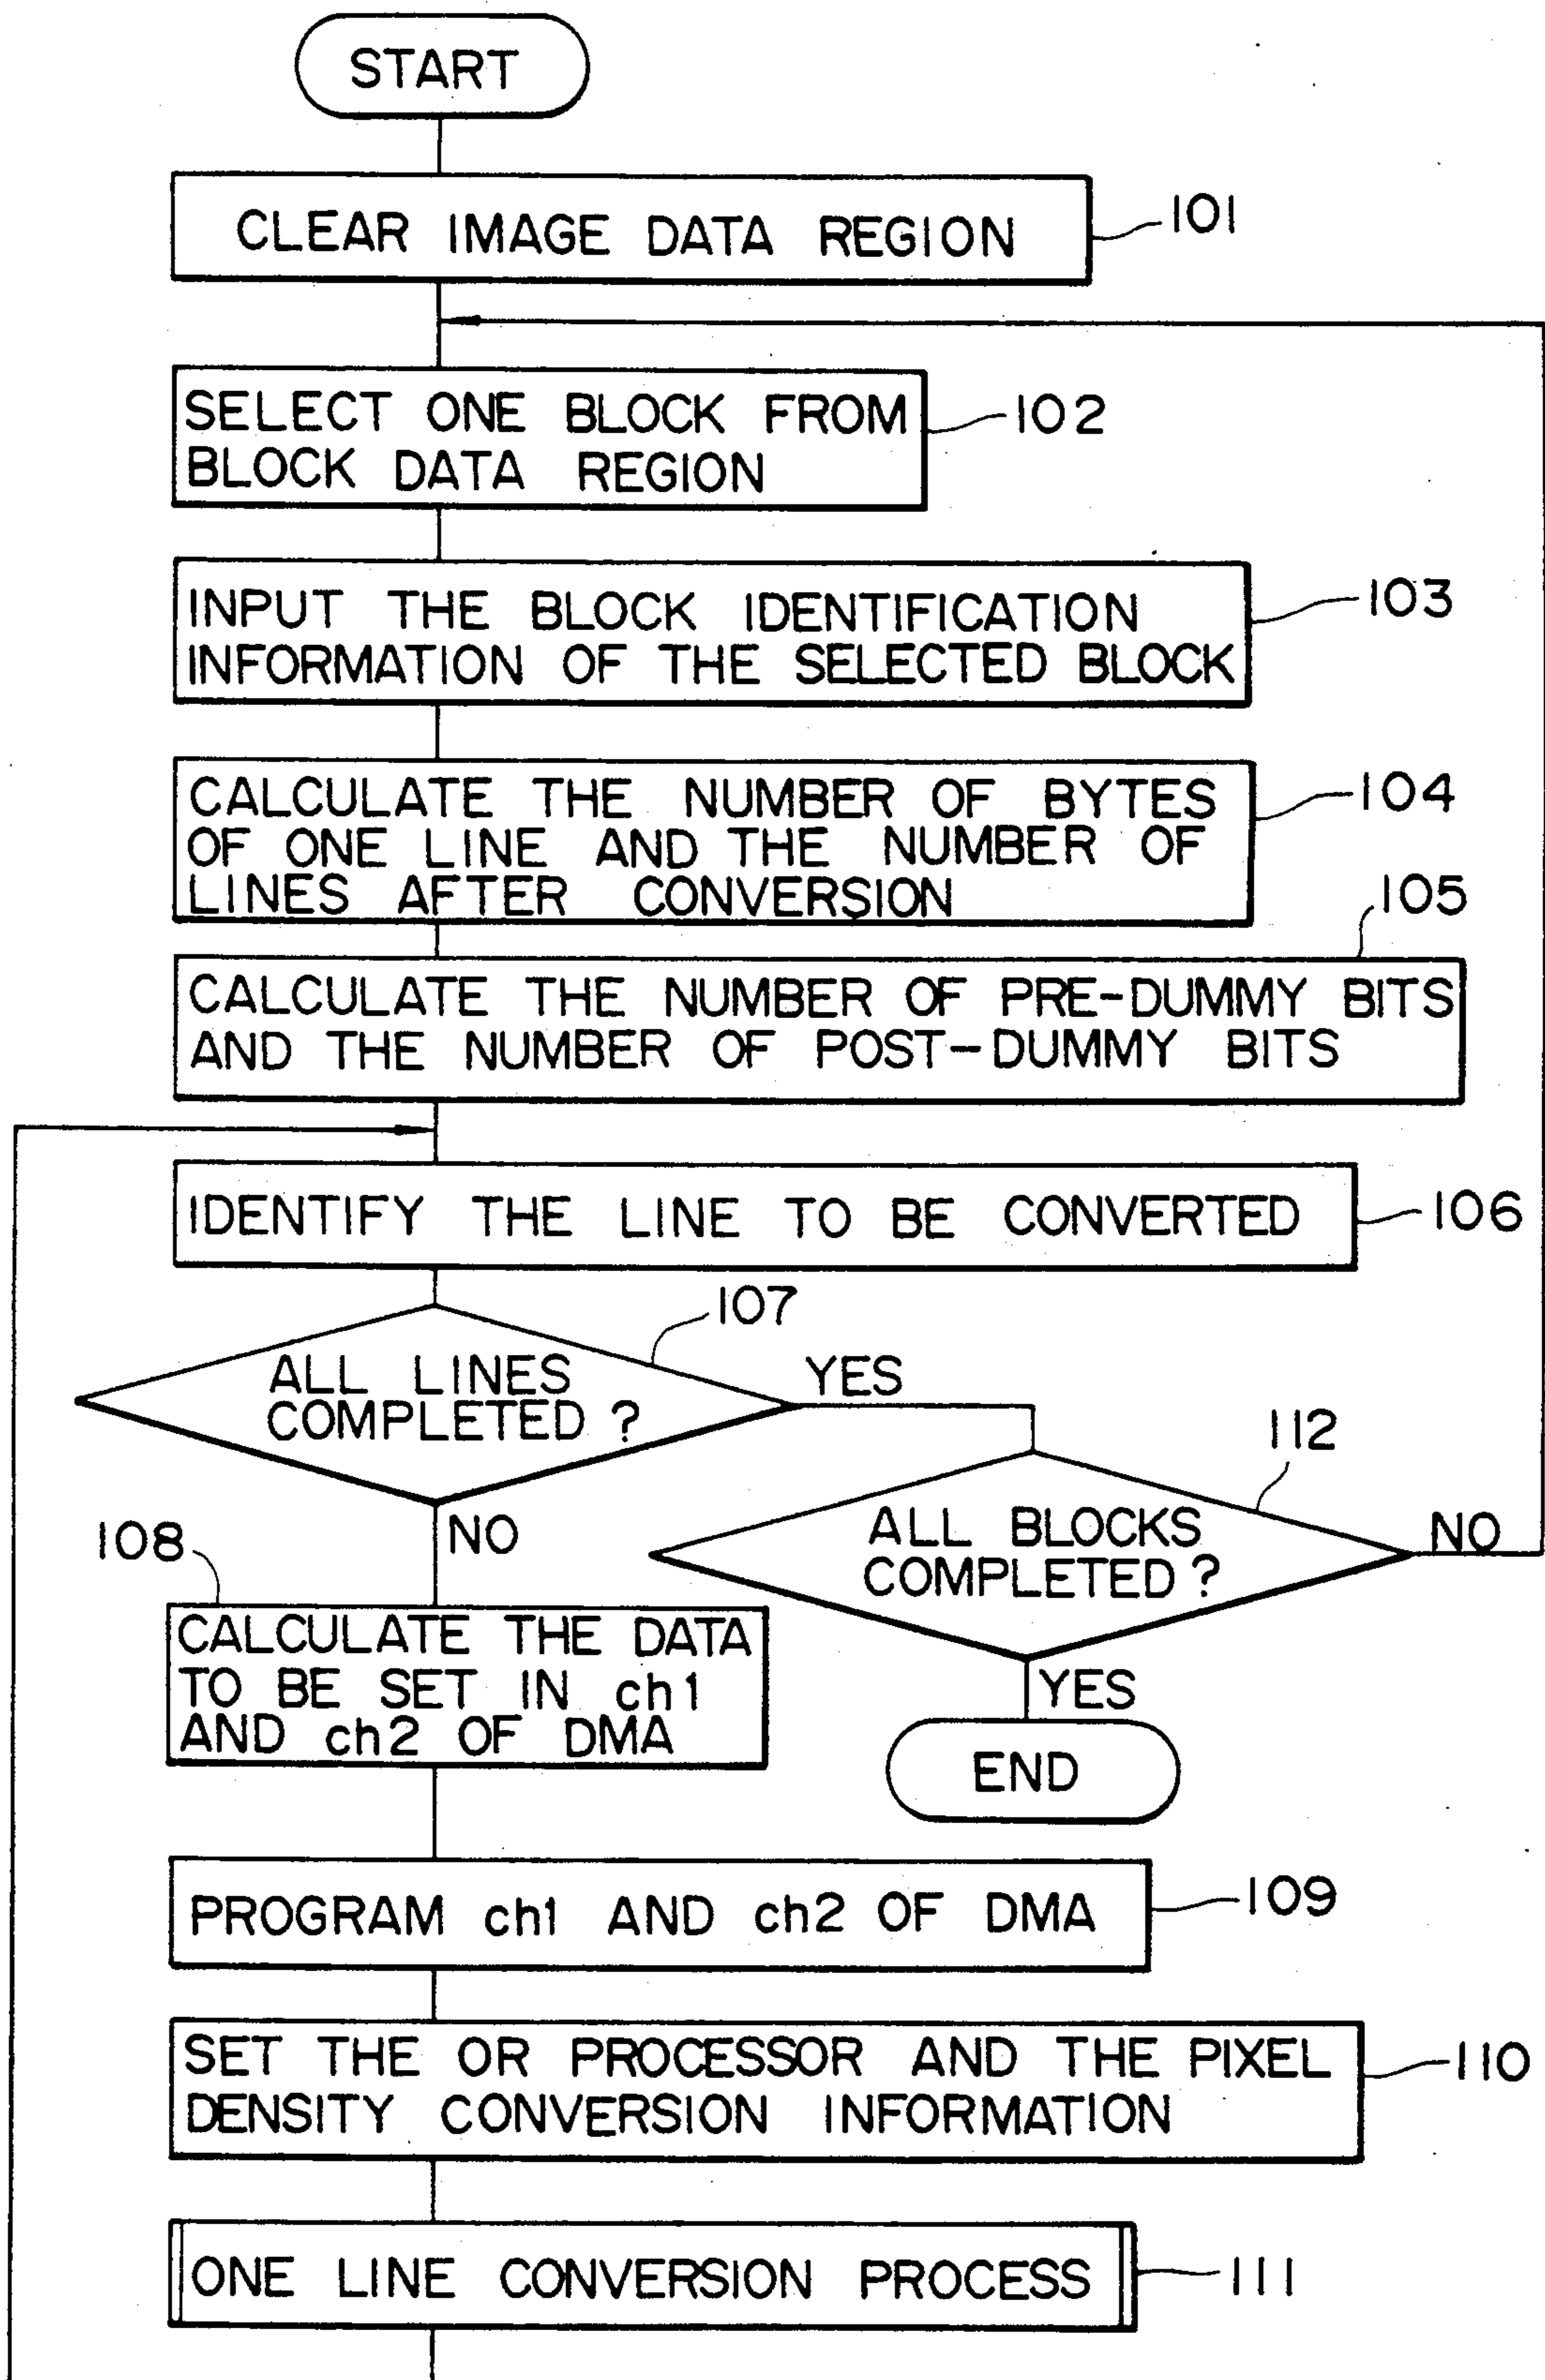 START
CLEAR IMAGE DATA REGION
101
SELECT ONE BLOCK FROM
BLOCK DATA REGION
102
INPUT THE BLOCK IDENTIFICATION
INFORMATION OF THE SELECTED BLOCK
103
CALCULATE THE NUMBER OF BYTES
OF ONE LINE AND THE NUMBER OF
LINES AFTER CONVERSION
104
105
CALCULATE THE NUMBER OF PRE-DUMMY BITS
AND THE NUMBER OF POST-DUMMY BITS
IDENTIFY THE LINE TO BE CONVERTED
106
107
ALL LINES
COMPLETED ?
YES
112
ALL BLOCKS
COMPLETED ?
NO
NO
108
CALCULATE THE DATA
TO BE SET IN ch1
AND ch2 OF DMA
YES
END
PROGRAM ch1 AND ch2 OF DMA
109
SET THE OR PROCESSOR AND THE PIXEL
DENSITY CONVERSION INFORMATION
110
ONE LINE CONVERSION PROCESS
111